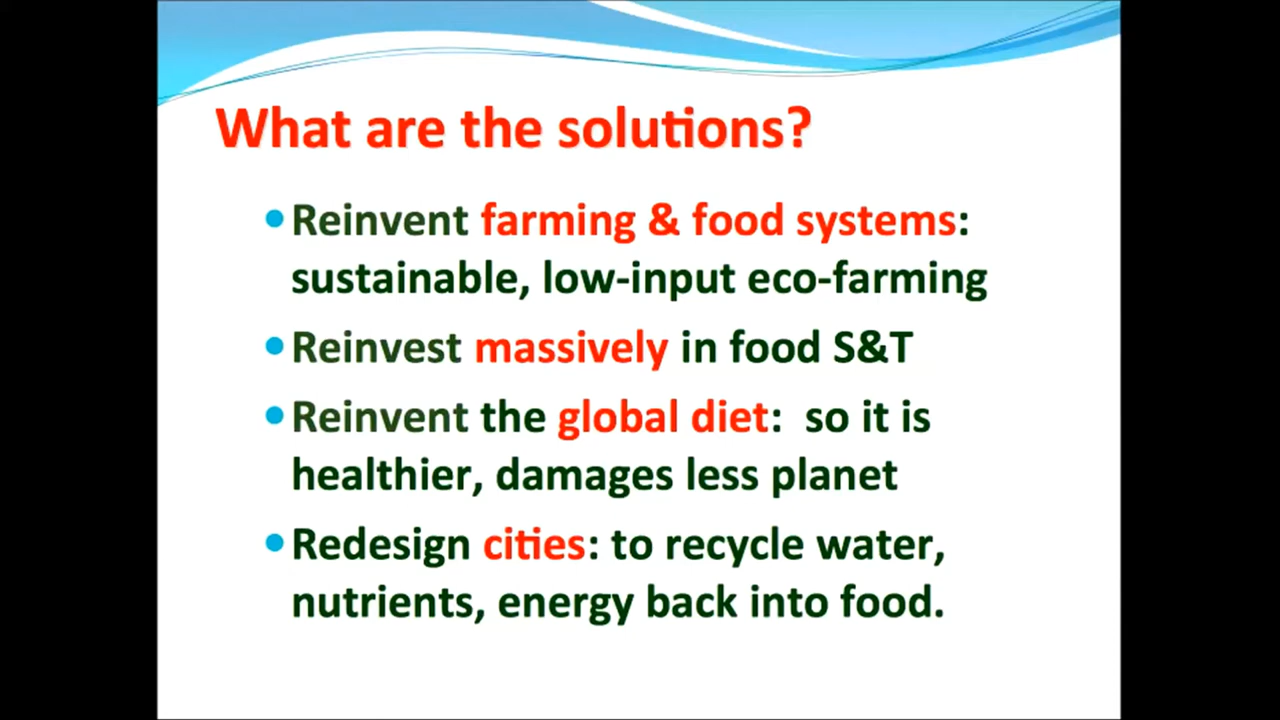 What are the solutions?
•Reinvent farming & food systems:
sustainable, low-input eco-farming
•Reinvest massively in food S&T
•Reinvent the global diet: so it is
healthier, damages less planet
•Redesign cities: to recycle water,
nutrients, energy back into food.